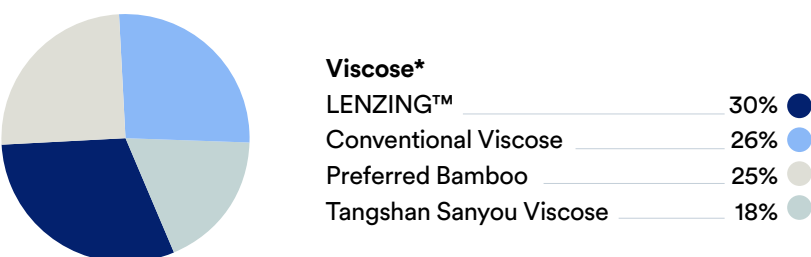 Viscose*
LENZING™ 30%
Conventional Viscose 26%
Preferred Bamboo 25%
Tangshan Sanyou Viscose 18%